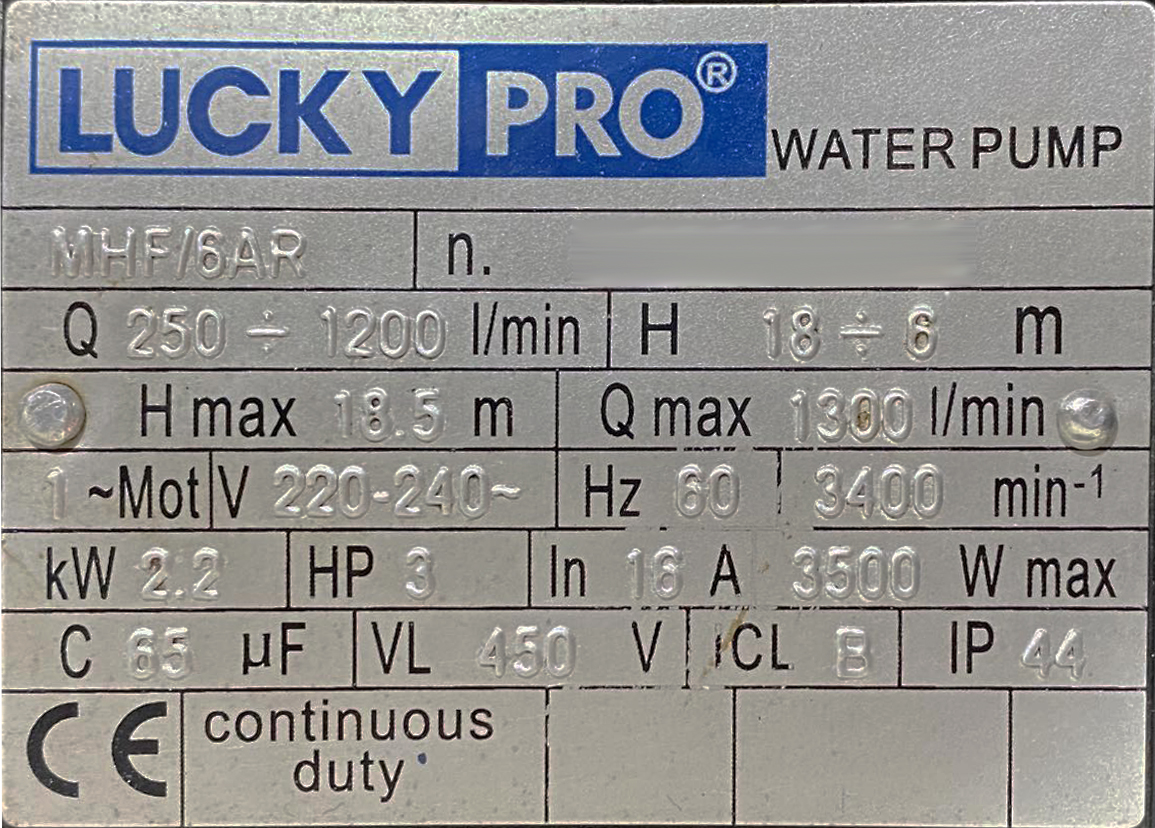 LUCKY PRO® WATER PUMP
MHF/6AR n.
Q 250 ÷ 1200 l/min H 18 ÷ 6 m
H max 18.5 m Q max 1300 l/min
1 ~Mot V 220-240~ Hz 60 3400 min-1
kW 2.2 HP 3 In 16 A 3500 W max
C 65 µF VL 450 V ICL B IP 44
CE continuous
duty